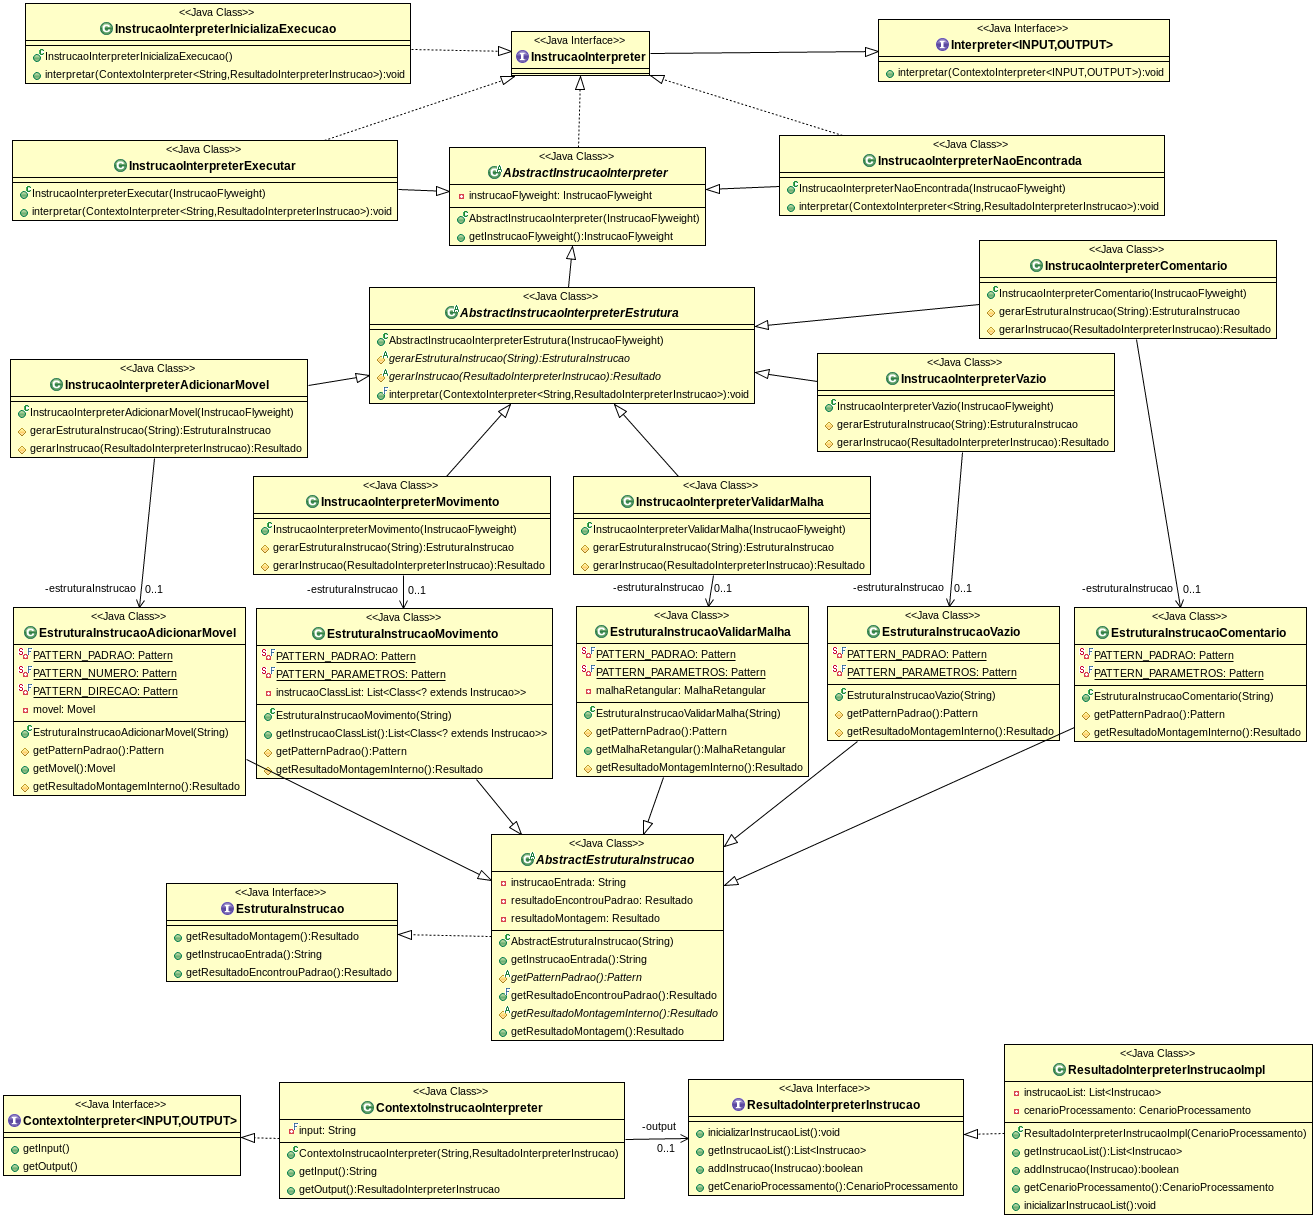 <<Java Class>>
InstrucaoInterpreterInicializaExecucao
InstrucaoInterpreterInicializaExecucao()
interpretar(ContextoInterpreter<String,ResultadoInterpreterInstrucao>):void
<<Java Interface>>
InstrucaoInterpreter
<<Java Interface>>
Interpreter<INPUT,OUTPUT>
interpretar(ContextoInterpreter<INPUT,OUTPUT>):void
<<Java Class>>
InstrucaoInterpreterExecutar
InstrucaoInterpreterExecutar(InstrucaoFlyweight)
interpretar(ContextoInterpreter<String,ResultadoInterpreterInstrucao>):void
<<Java Class>>
AbstractInstrucaoInterpreter
instrucaoFlyweight: InstrucaoFlyweight
AbstractInstrucaoInterpreter(InstrucaoFlyweight)
getInstrucaoFlyweight():InstrucaoFlyweight
<<Java Class>>
InstrucaoInterpreterNaoEncontrada
InstrucaoInterpreterNaoEncontrada(InstrucaoFlyweight)
interpretar(ContextoInterpreter<String,ResultadoInterpreterInstrucao>):void
<<Java Class>>
InstrucaoInterpreterComentario
InstrucaoInterpreterComentario(InstrucaoFlyweight)
gerarEstruturaInstrucao(String):EstruturaInstrucao
gerarInstrucao(ResultadoInterpreterInstrucao):Resultado
<<Java Class>>
AbstractInstrucaoInterpreterEstrutura
AbstractInstrucaoInterpreterEstrutura(InstrucaoFlyweight)
gerarEstruturaInstrucao(String):EstruturaInstrucao
gerarInstrucao(ResultadoInterpreterInstrucao):Resultado
interpretar(ContextoInterpreter<String,ResultadoInterpreterInstrucao>):void
<<Java Class>>
InstrucaoInterpreterAdicionarMovel
InstrucaoInterpreterAdicionarMovel(InstrucaoFlyweight)
gerarEstruturaInstrucao(String):EstruturaInstrucao
gerarInstrucao(ResultadoInterpreterInstrucao):Resultado
<<Java Class>>
InstrucaoInterpreterVazio
InstrucaoInterpreterVazio(InstrucaoFlyweight)
gerarEstruturaInstrucao(String):EstruturaInstrucao
gerarInstrucao(ResultadoInterpreterInstrucao):Resultado
<<Java Class>>
InstrucaoInterpreterMovimento
InstrucaoInterpreterMovimento(InstrucaoFlyweight)
gerarEstruturaInstrucao(String):EstruturaInstrucao
gerarInstrucao(ResultadoInterpreterInstrucao):Resultado
<<Java Class>>
InstrucaoInterpreterValidarMalha
InstrucaoInterpreterValidarMalha(InstrucaoFlyweight)
gerarEstruturaInstrucao(String):EstruturaInstrucao
gerarInstrucao(ResultadoInterpreterInstrucao):Resultado
-estruturaInstrucao 0..1
-estruturaInstrucao 0..1
-estruturaInstrucao 0..1
-estruturaInstrucao 0..1
-estruturaInstrucao 0..1
<<Java Class>>
EstruturaInstrucaoAdicionarMovel
PATTERN_PADRAO: Pattern
PATTERN_NUMERO: Pattern
PATTERN_DIRECAO: Pattern
movel: Movel
EstruturaInstrucaoAdicionarMovel(String)
getPatternPadrao():Pattern
getMovel():Movel
getResultadoMontagemInterno():Resultado
<<Java Class>>
EstruturaInstrucaoMovimento
PATTERN_PADRAO: Pattern
PATTERN_PARAMETROS: Pattern
instrucaoClassList: List<Class<? extends Instrucao>>
EstruturaInstrucaoMovimento(String)
getInstrucaoClassList():List<Class<? extends Instrucao>>
getPatternPadrao():Pattern
getResultadoMontagemInterno():Resultado
<<Java Class>>
EstruturaInstrucaoValidarMalha
PATTERN_PADRAO: Pattern
PATTERN_PARAMETROS: Pattern
malhaRetangular: MalhaRetangular
EstruturaInstrucaoValidarMalha(String)
getPatternPadrao():Pattern
getMalhaRetangular():MalhaRetangular
getResultadoMontagemInterno():Resultado
<<Java Class>>
EstruturaInstrucaoVazio
PATTERN_PADRAO: Pattern
PATTERN_PARAMETROS: Pattern
EstruturaInstrucaoVazio(String)
getPatternPadrao():Pattern
getResultadoMontagemInterno():Resultado
<<Java Class>>
EstruturaInstrucaoComentario
PATTERN_PADRAO: Pattern
PATTERN_PARAMETROS: Pattern
EstruturaInstrucaoComentario(String)
getPatternPadrao():Pattern
getResultadoMontagemInterno():Resultado
<<Java Class>>
AbstractEstruturaInstrucao
instrucaoEntrada: String
resultadoEncontrouPadrao: Resultado
resultadoMontagem: Resultado
AbstractEstruturaInstrucao(String)
getInstrucaoEntrada():String
getPatternPadrao():Pattern
getResultadoEncontrouPadrao():Resultado
getResultadoMontagemInterno():Resultado
getResultadoMontagem():Resultado
<<Java Interface>>
EstruturaInstrucao
getResultadoMontagem():Resultado
getInstrucaoEntrada():String
getResultadoEncontrouPadrao():Resultado
<<Java Interface>>
ContextoInterpreter<INPUT,OUTPUT>
getInput()
getOutput()
<<Java Class>>
ContextoInstrucaoInterpreter
input: String
ContextoInstrucaoInterpreter(String,ResultadoInterpreterInstrucao)
getInput():String
getOutput():ResultadoInterpreterInstrucao
-output
0..1
<<Java Interface>>
ResultadoInterpreterInstrucao
inicializarInstrucaoList():void
getInstrucaoList():List<Instrucao>
addInstrucao(Instrucao):boolean
getCenarioProcessamento():CenarioProcessamento
<<Java Class>>
ResultadoInterpreterInstrucaoImpl
instrucaoList: List<Instrucao>
cenarioProcessamento: CenarioProcessamento
ResultadoInterpreterInstrucaoImpl(CenarioProcessamento)
getInstrucaoList():List<Instrucao>
addInstrucao(Instrucao):boolean
getCenarioProcessamento():CenarioProcessamento
inicializarInstrucaoList():void